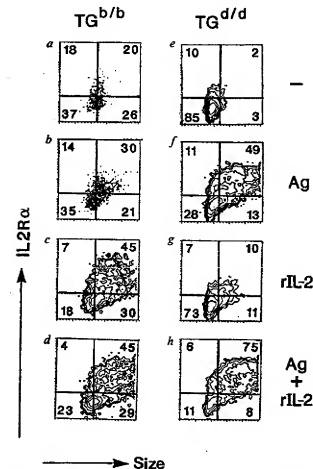 TG b/b TG d/d
a 18 20 e 10 2
37 26 85 3 –
b 14 30 f 11 49
35 21 28 13 Ag
c 7 45 g 7 10
18 30 73 11 rIL-2
d 4 45 h 6 75
23 29 11 8 Ag + rIL-2
IL2Rα
Size